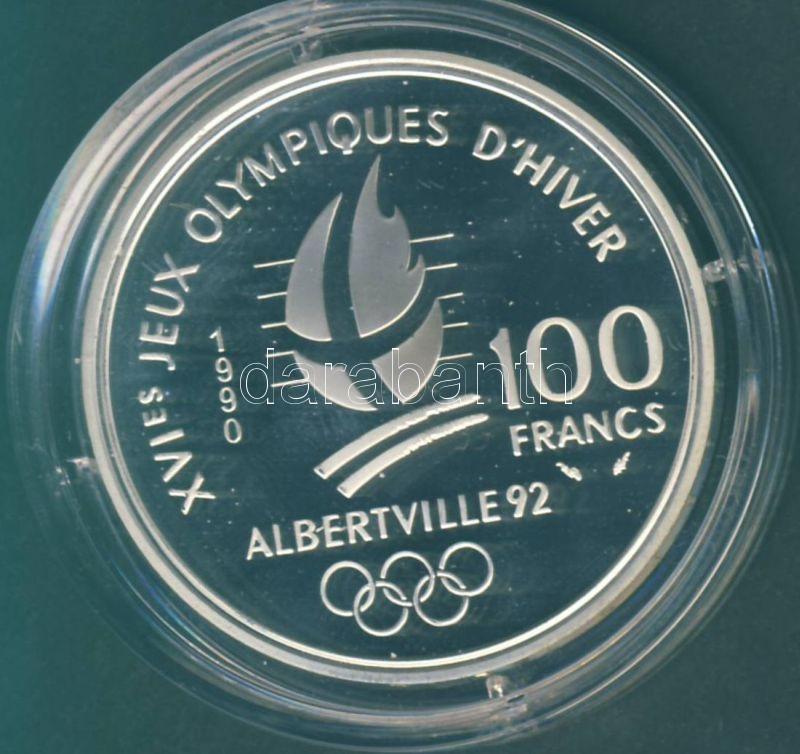 XVIES JEUX OLYMPIQUES D'HIVER
1990
100
FRANCS
ALBERTVILLE 92
darabanth